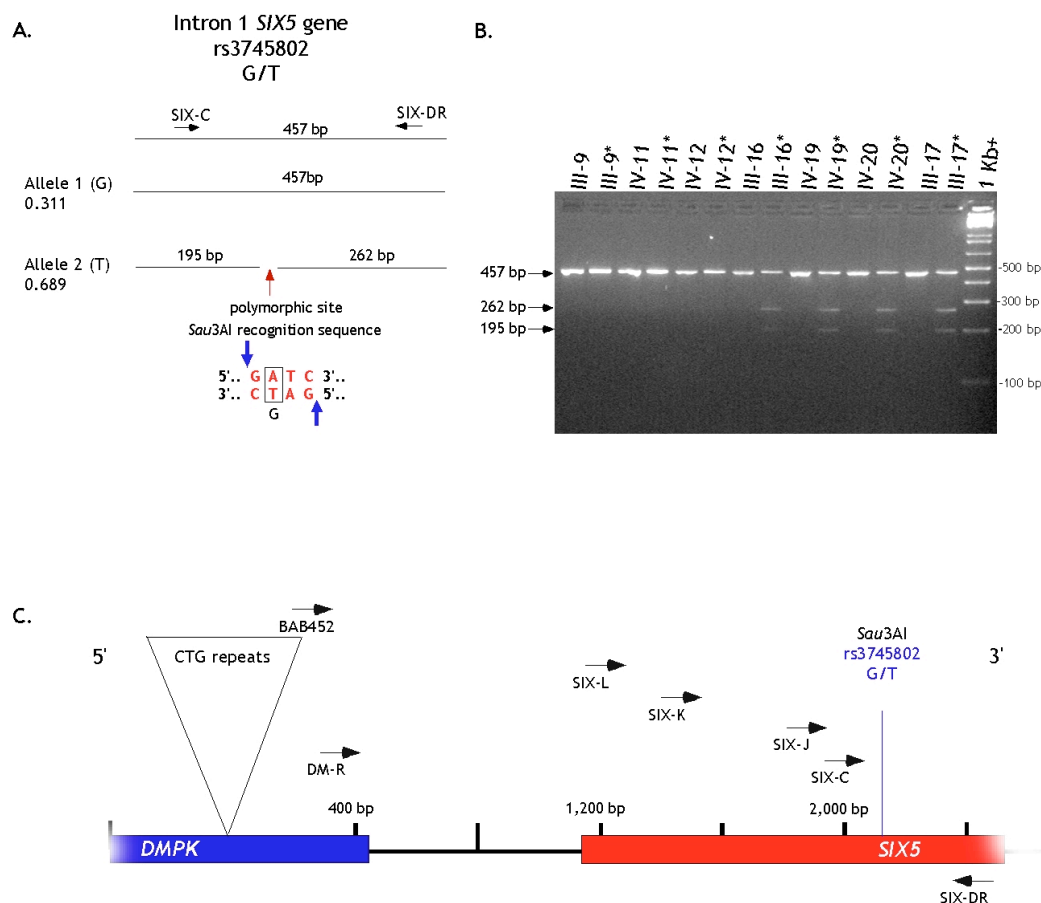 A.
Intron 1 SIX5 gene
rs3745802
G/T
SIX-C
SIX-DR
457 bp
Allele 1 (G)
0.311
457bp
Allele 2 (T)
0.689
195 bp
262 bp
polymorphic site
Sau3AI recognition sequence
5'.. G A T C 3'..
3'.. C T A G 5'..
G
B.
III-9
III-9*
IV-11
IV-11*
IV-12
IV-12*
III-16
III-16*
IV-19
IV-19*
IV-20
IV-20*
III-17
III-17*
1 Kb+
457 bp
262 bp
195 bp
-500 bp
-300 bp
-200 bp
-100 bp
C.
5'
CTG repeats
BAB452
DM-R
SIX-L
SIX-K
SIX-J
SIX-C
Sau3AI
rs3745802
G/T
3'
400 bp
1,200 bp
2,000 bp
DMPK
SIX5
SIX-DR